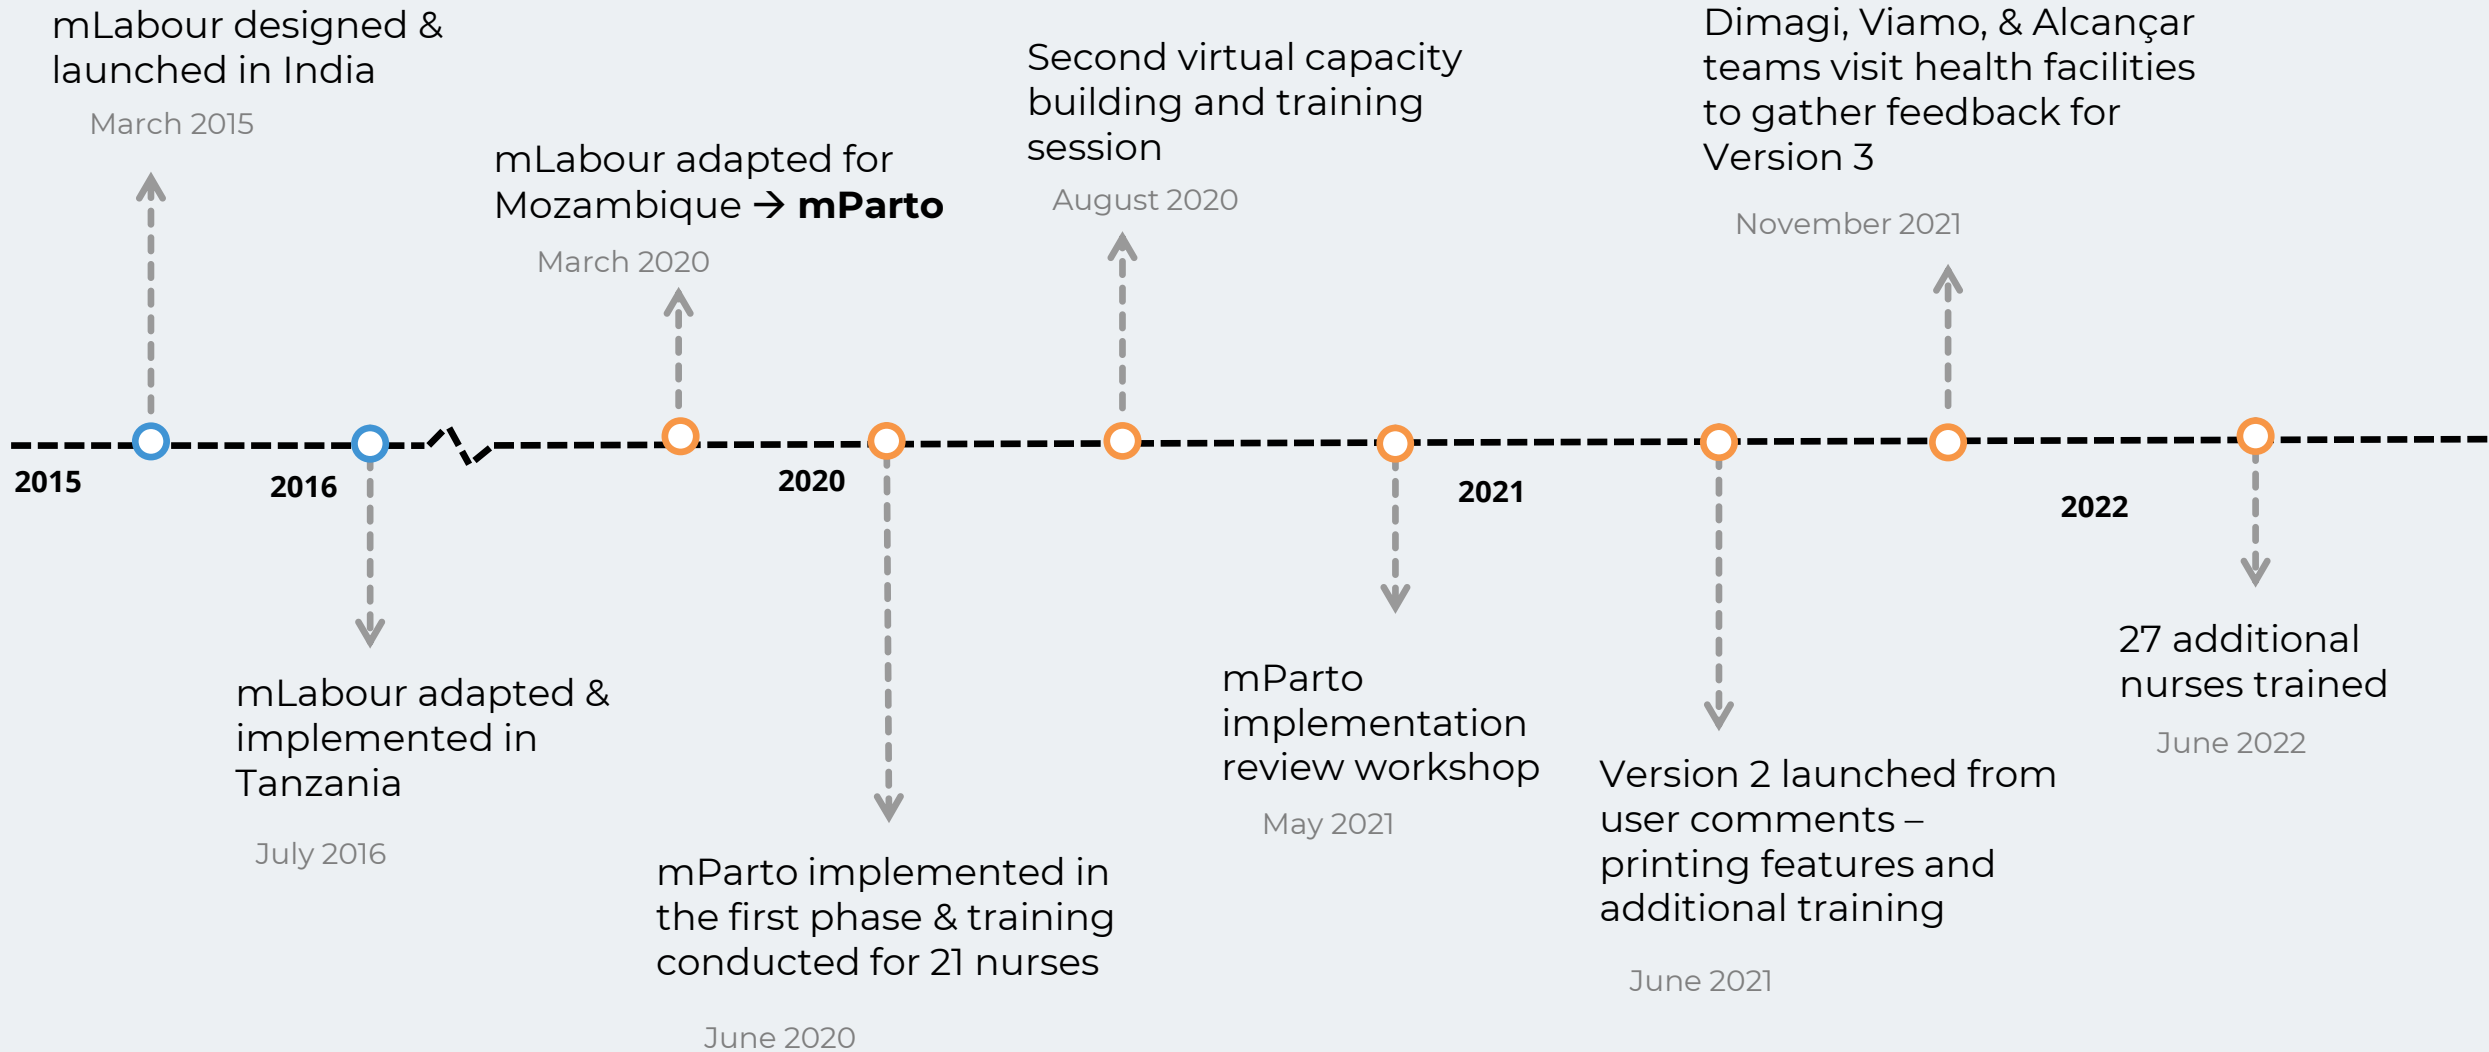 mLabour designed &
launched in India
March 2015
mLabour adapted for
Mozambique → mParto
March 2020
Second virtual capacity
building and training
session
August 2020
Dimagi, Viamo, & Alcançar
teams visit health facilities
to gather feedback for
Version 3
November 2021
2015
2016
2020
2021
2022
mLabour adapted &
implemented in
Tanzania
July 2016
mParto implemented in
the first phase & training
conducted for 21 nurses
June 2020
mParto
implementation
review workshop
May 2021
Version 2 launched from
user comments –
printing features and
additional training
June 2021
27 additional
nurses trained
June 2022